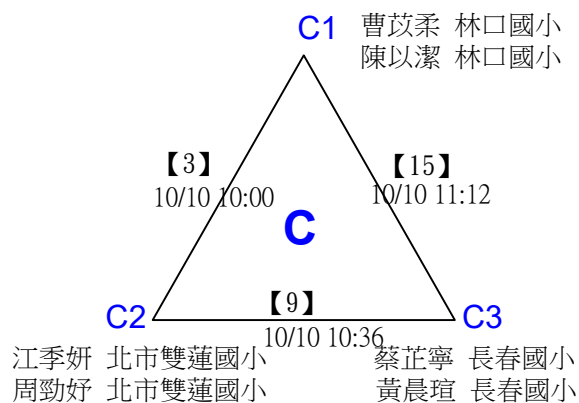 C1
曹苡柔 林口國小
陳以潔 林口國小
【3】
10/10 10:00
【15】
10/10 11:12
C
【9】
10/10 10:36
C2
C3
江季妍 北市雙蓮國小
周勁妤 北市雙蓮國小
蔡芷寧 長春國小
黃晨瑄 長春國小